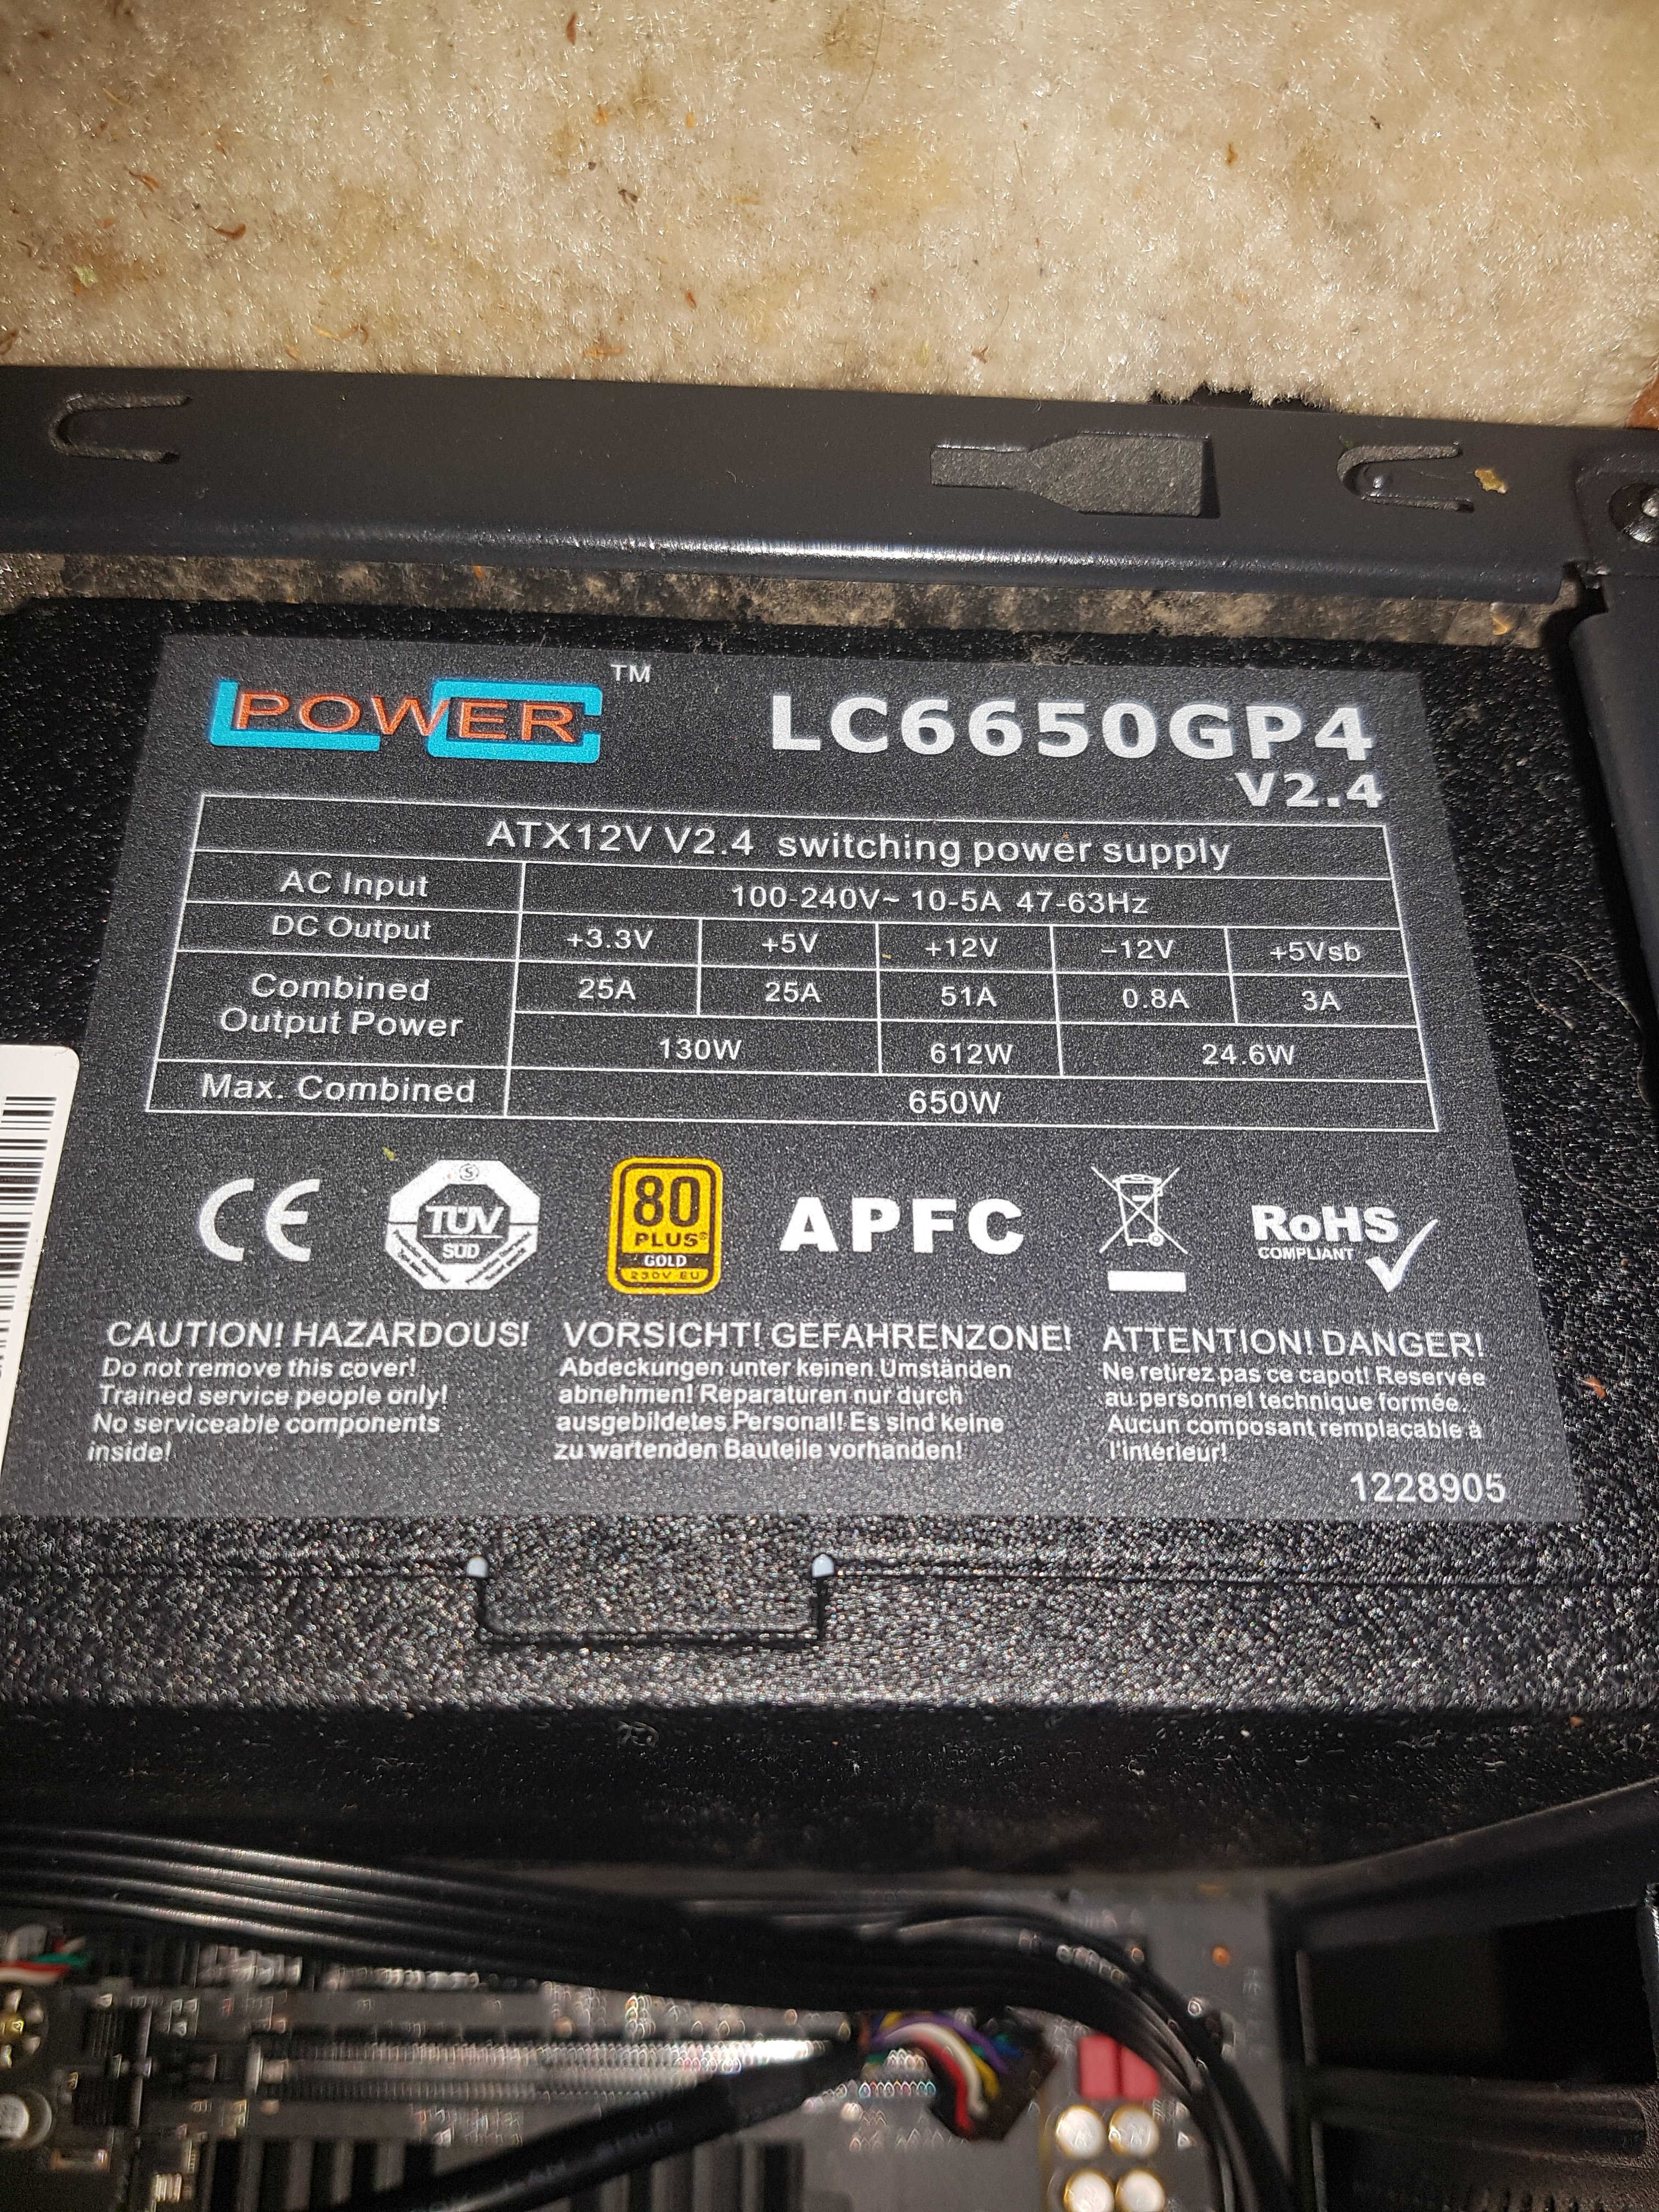 LC POWER TM
LC6650GP4
V2.4
ATX12V V2.4 switching power supply
AC Input 100-240V~ 10-5A 47-63Hz
DC Output +3.3V +5V +12V –12V +5Vsb
Combined Output Power 25A 25A 51A 0.8A 3A
130W 612W 24.6W
Max. Combined 650W
CE
S
TÜV
SÜD
80
PLUS®
GOLD
230V EU
APFC
RoHS
COMPLIANT
CAUTION! HAZARDOUS!
Do not remove this cover!
Trained service people only!
No serviceable components
inside!
VORSICHT! GEFAHRENZONE!
Abdeckungen unter keinen Umständen
abnehmen! Reparaturen nur durch
ausgebildetes Personal! Es sind keine
zu wartenden Bauteile vorhanden!
ATTENTION! DANGER!
Ne retirez pas ce capot! Reservée
au personnel technique formée.
Aucun composant remplacable à
l'intérieur!
1228905